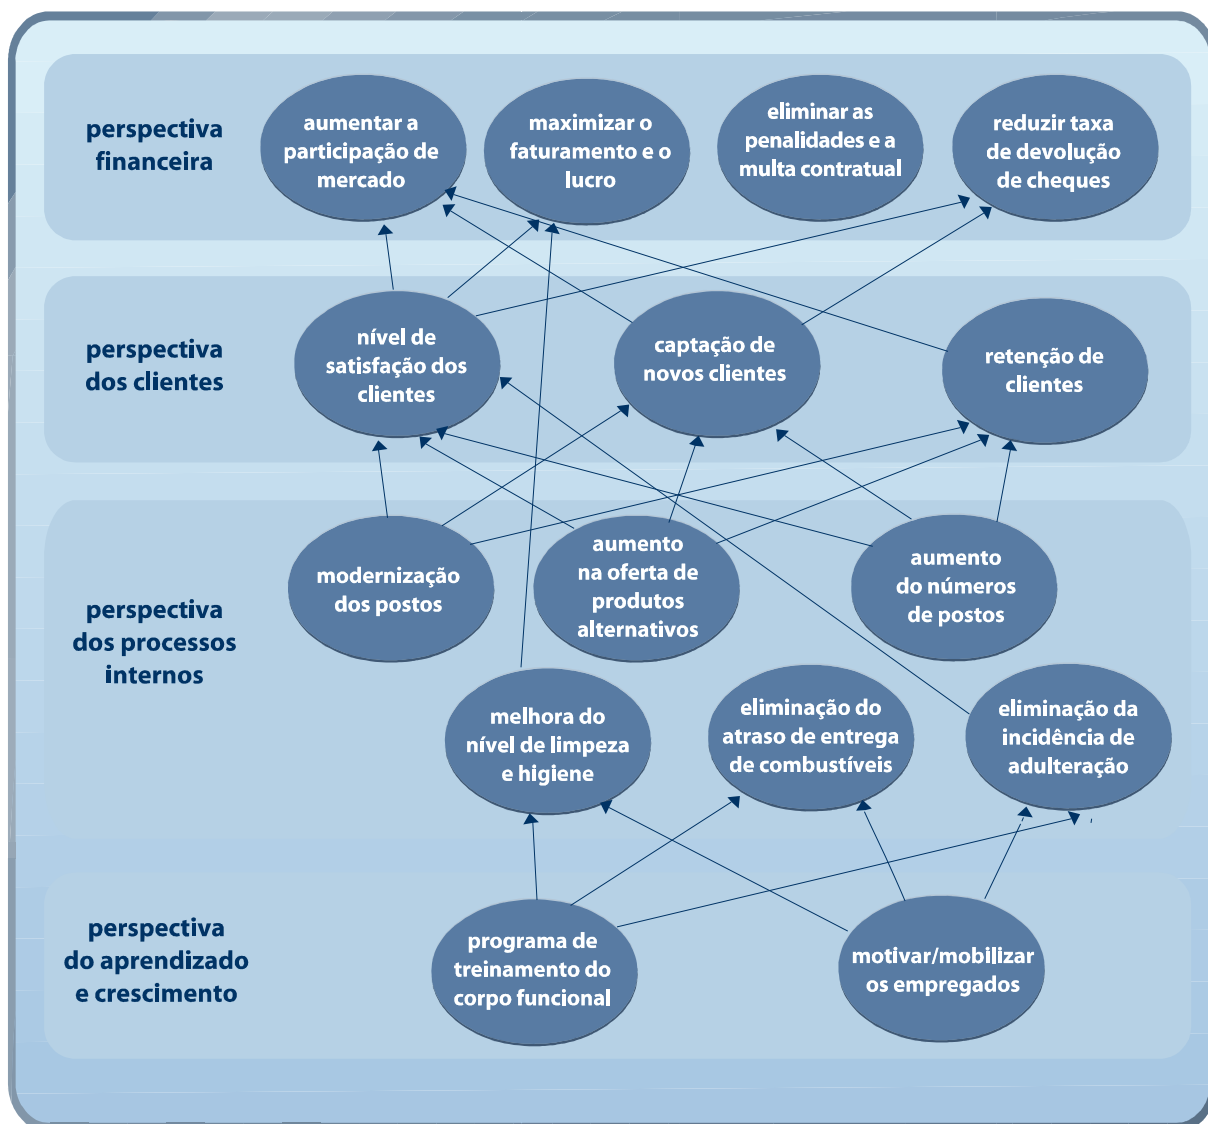 perspectiva
financeira
aumentar a
participação de
mercado
maximizar o
faturamento e o
lucro
eliminar as
penalidades e a
multa contratual
reduzir taxa
de devolução
de cheques
perspectiva
dos clientes
nível de
satisfação dos
clientes
captação de
novos clientes
retenção de
clientes
perspectiva
dos processos
internos
modernização
dos postos
aumento
na oferta de
produtos
alternativos
aumento
do números
de postos
melhora do
nível de limpeza
e higiene
eliminação do
atraso de entrega
de combustíveis
eliminação da
incidência de
adulteração
perspectiva
do aprendizado
e crescimento
programa de
treinamento do
corpo funcional
motivar/mobilizar
os empregados